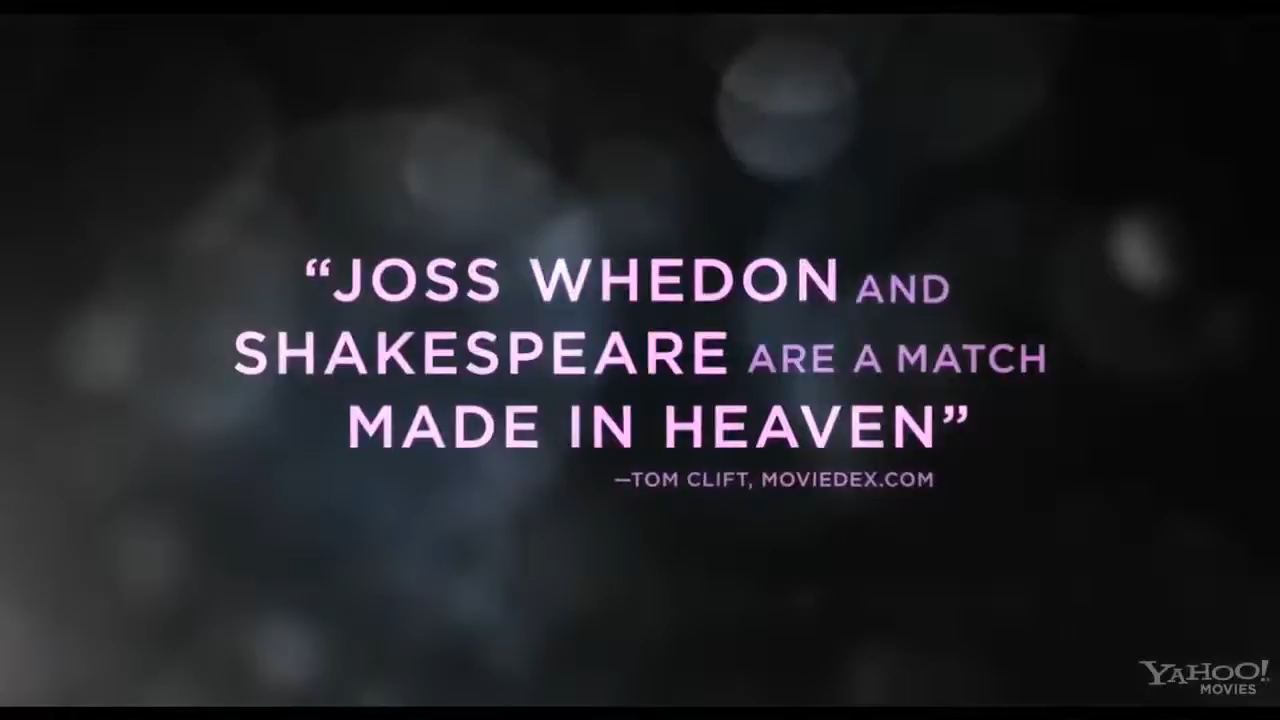 “JOSS WHEDON AND
SHAKESPEARE ARE A MATCH
MADE IN HEAVEN”
—TOM CLIFT, MOVIEDEX.COM
YAHOO!
MOVIES